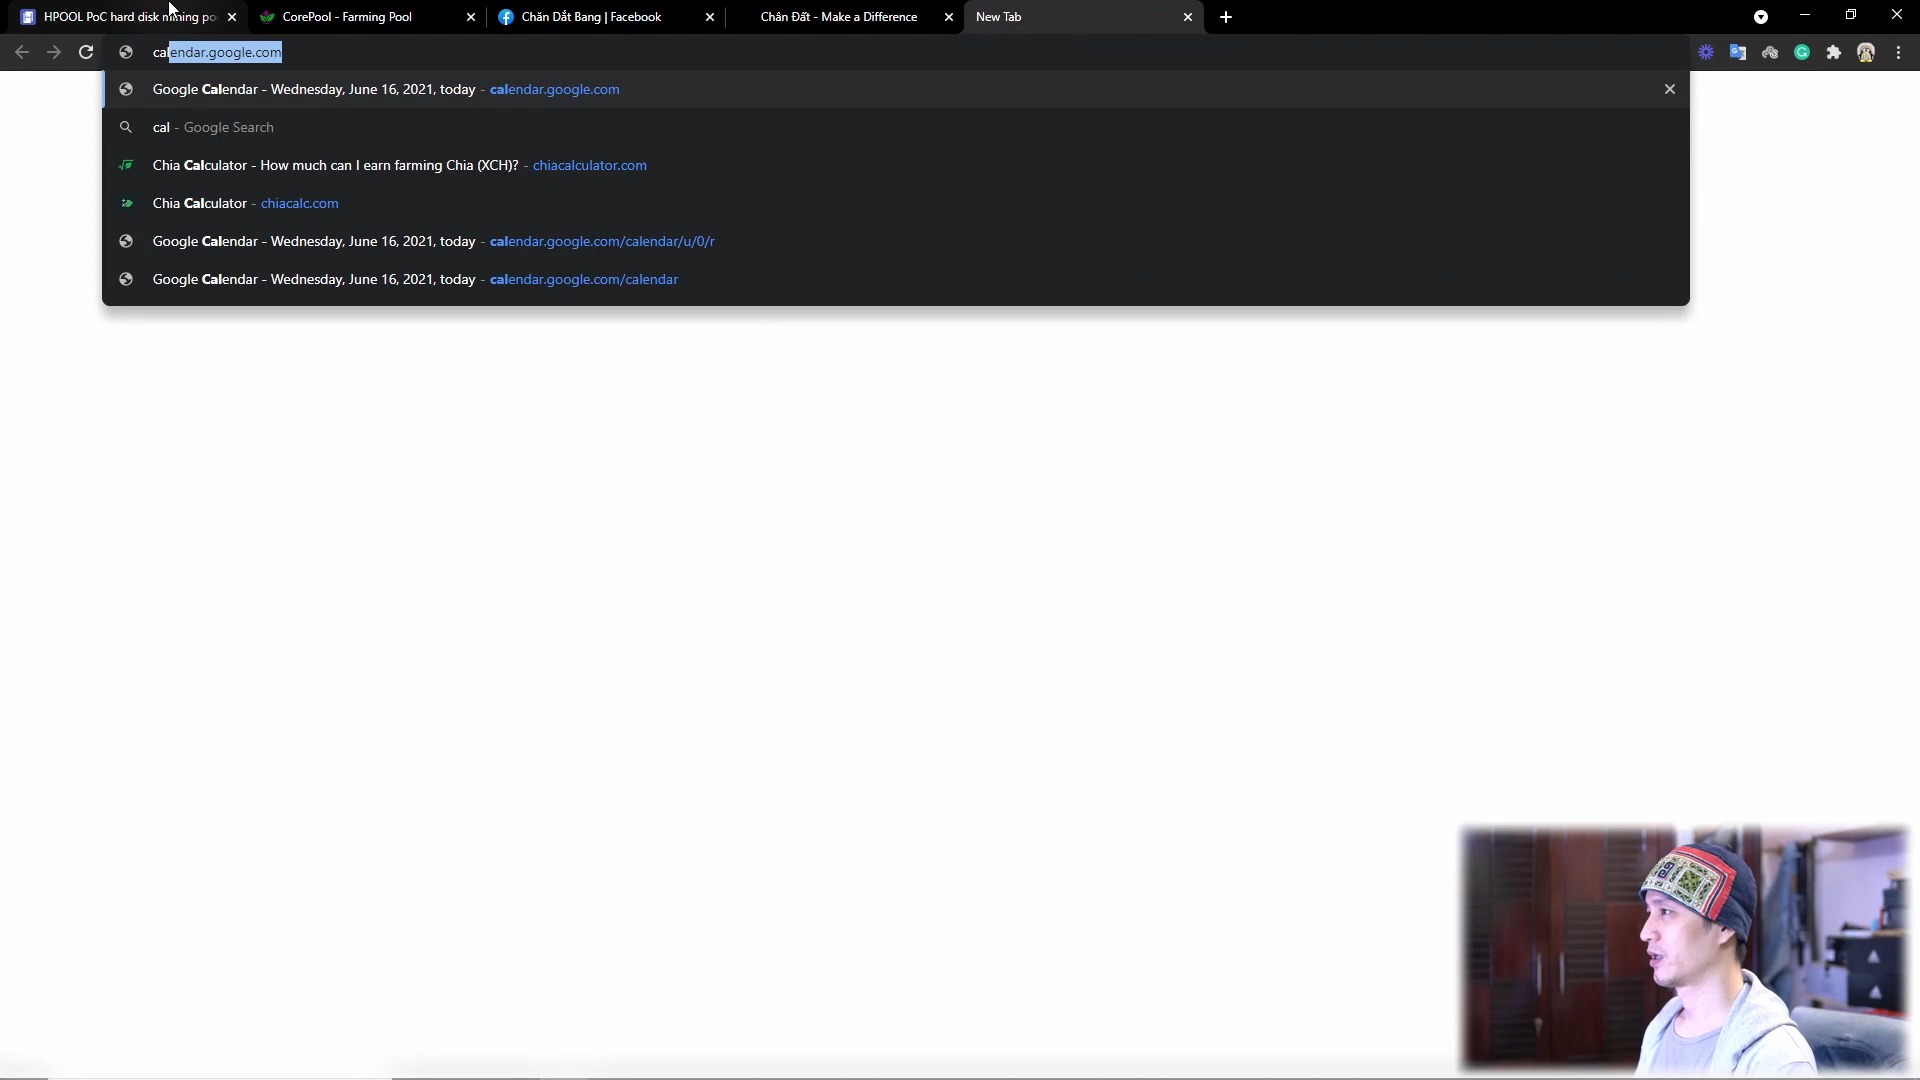 HPOOL PoC hard disk mining po
CorePool - Farming Pool
Chăn Dắt Bang | Facebook
Chân Đất - Make a Difference
New Tab
calendar.google.com
Google Calendar - Wednesday, June 16, 2021, today - calendar.google.com
cal - Google Search
Chia Calculator - How much can I earn farming Chia (XCH)? - chiacalculator.com
Chia Calculator - chiacalc.com
Google Calendar - Wednesday, June 16, 2021, today - calendar.google.com/calendar/u/0/r
Google Calendar - Wednesday, June 16, 2021, today - calendar.google.com/calendar